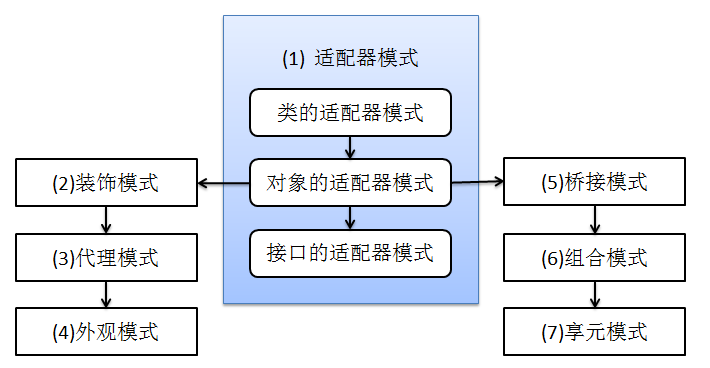 (1) 适配器模式
类的适配器模式
(2)装饰模式
对象的适配器模式
(5)桥接模式
(3)代理模式
接口的适配器模式
(6)组合模式
(4)外观模式
(7)享元模式